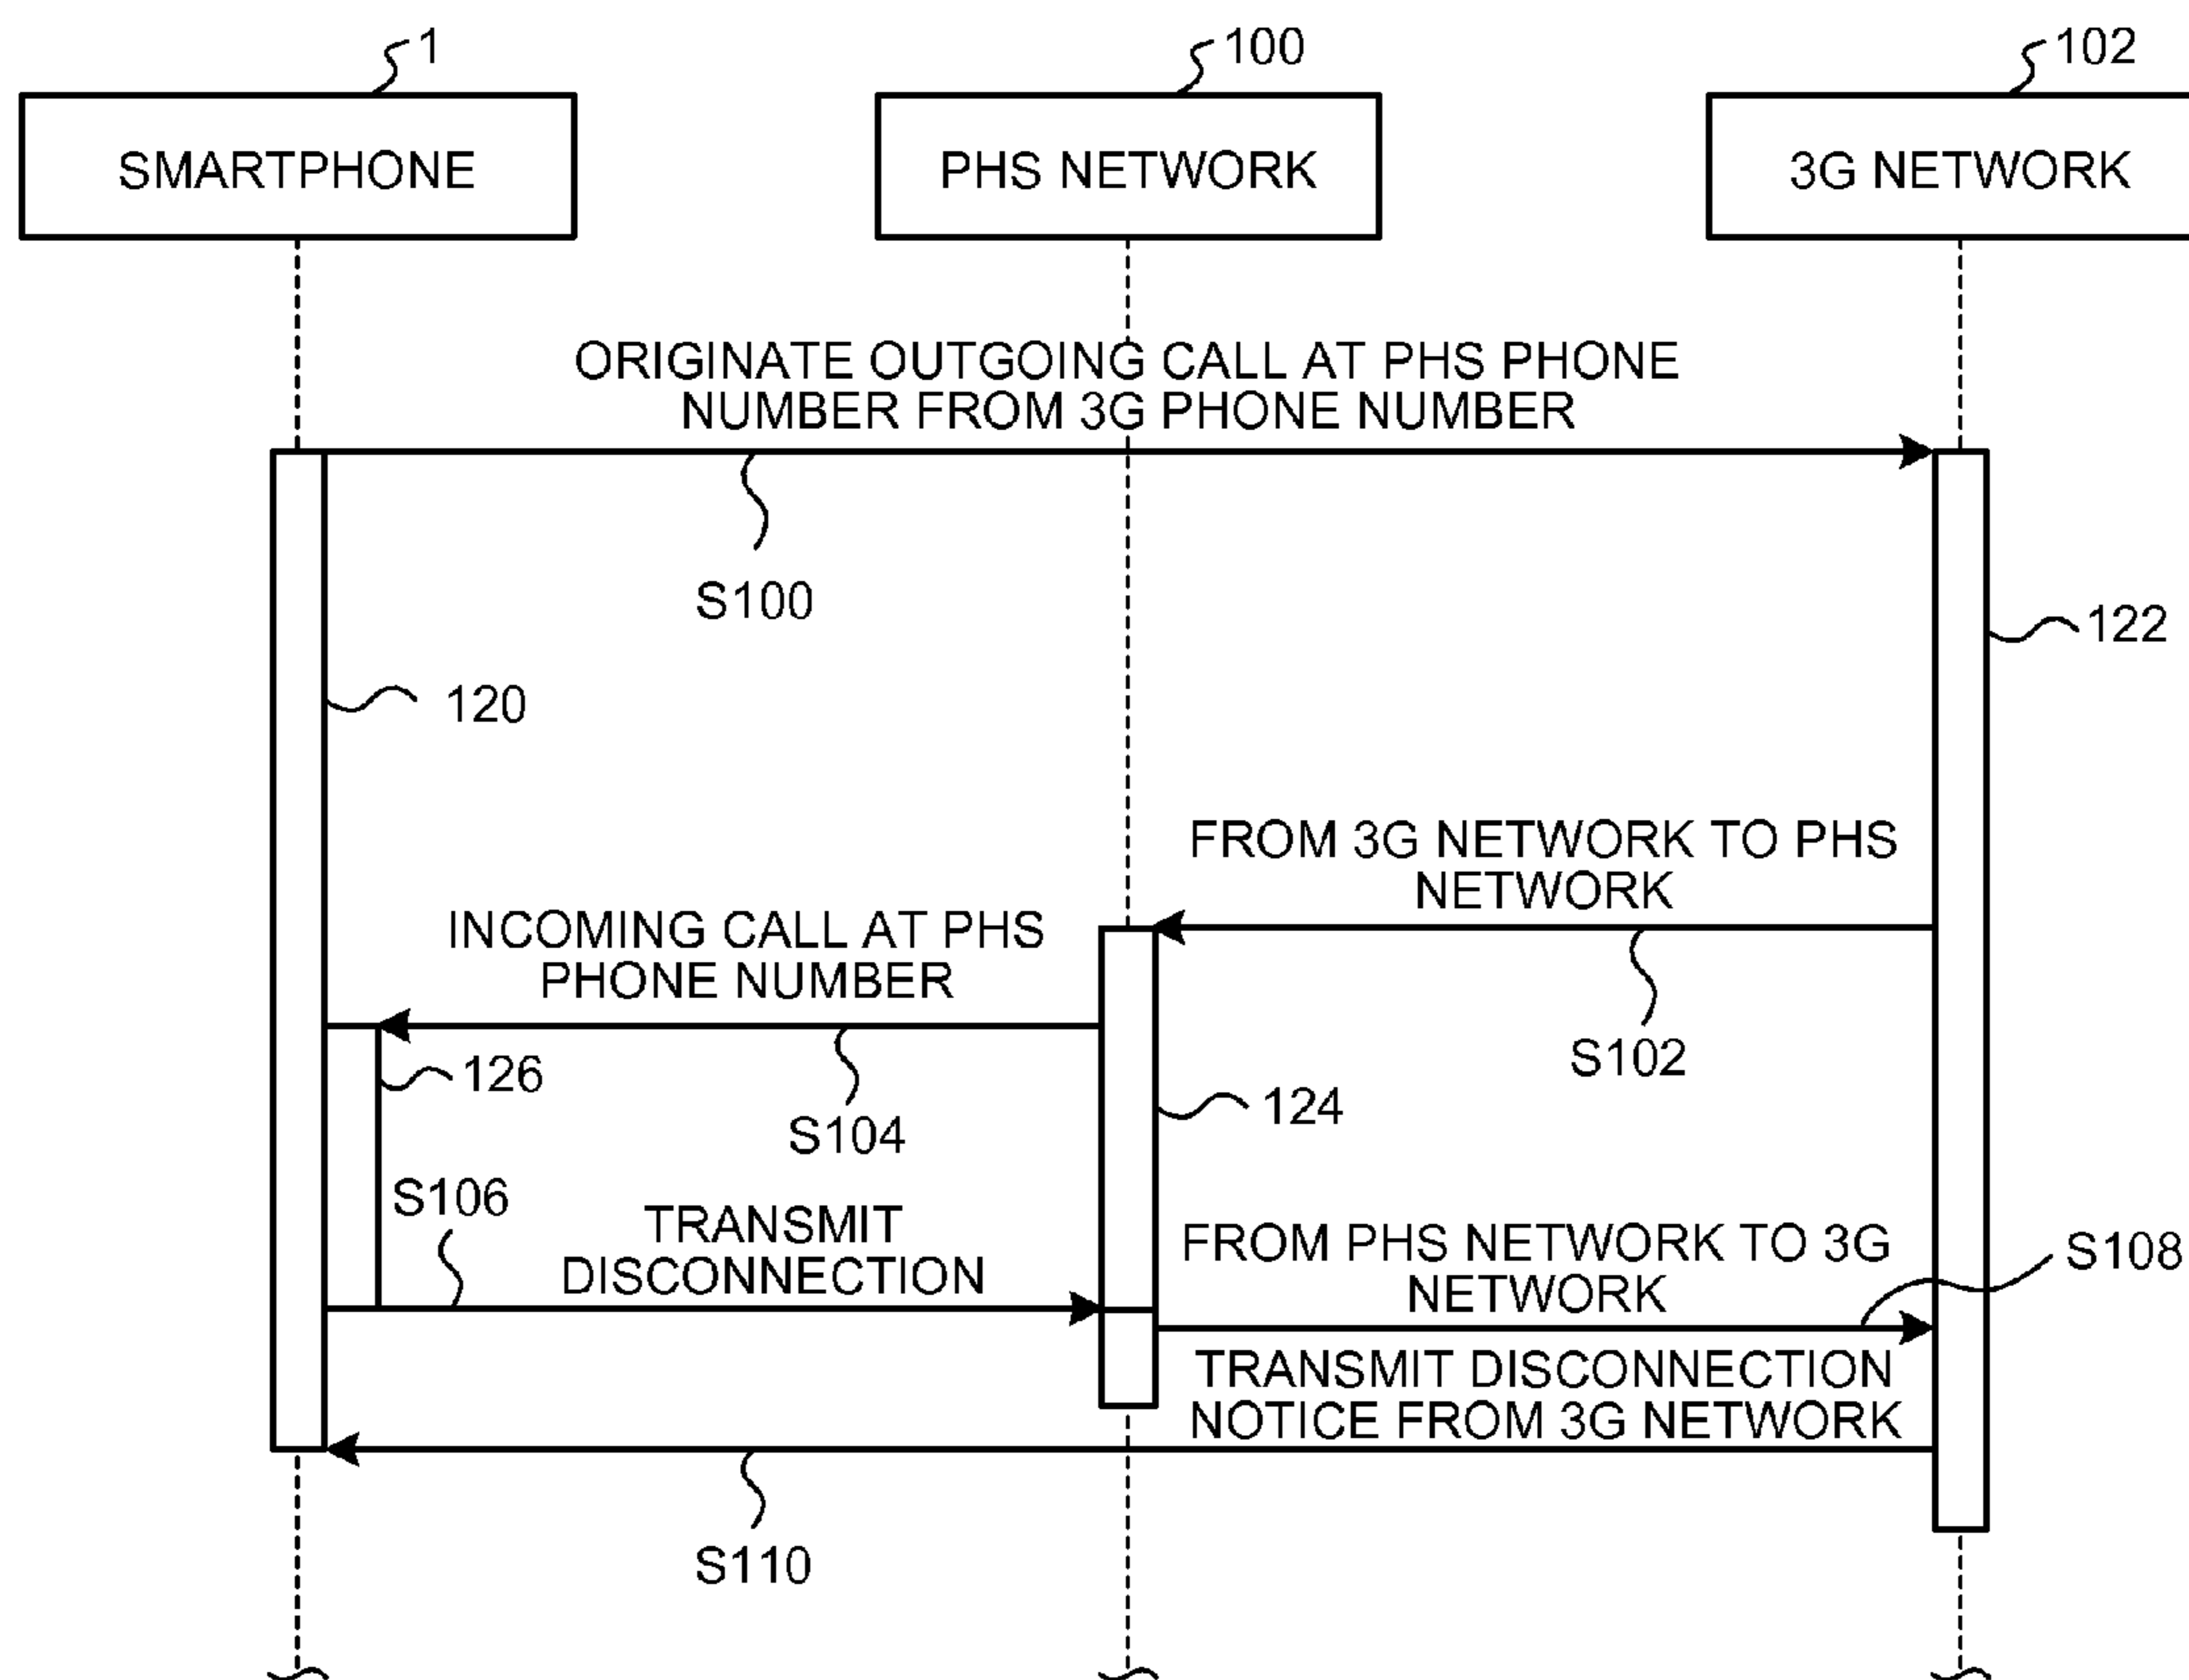 1
100
102
SMARTPHONE
PHS NETWORK
3G NETWORK
ORIGINATE OUTGOING CALL AT PHS PHONE
NUMBER FROM 3G PHONE NUMBER
S100
122
120
FROM 3G NETWORK TO PHS
NETWORK
INCOMING CALL AT PHS
PHONE NUMBER
S102
126
124
S104
S106
TRANSMIT
DISCONNECTION
FROM PHS NETWORK TO 3G
NETWORK
S108
TRANSMIT DISCONNECTION
NOTICE FROM 3G NETWORK
S110